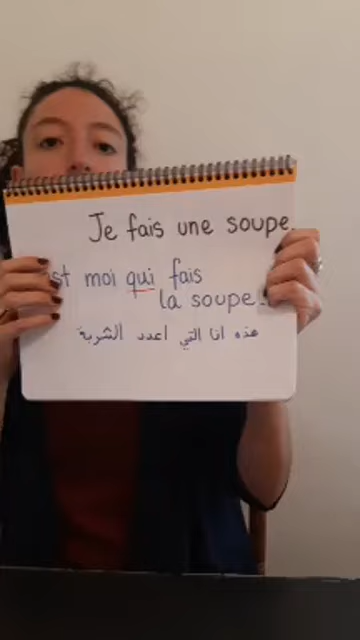 Je fais une soupe.
st moi qui fais
la soupe.
هذه انا التي اعدد الشربة